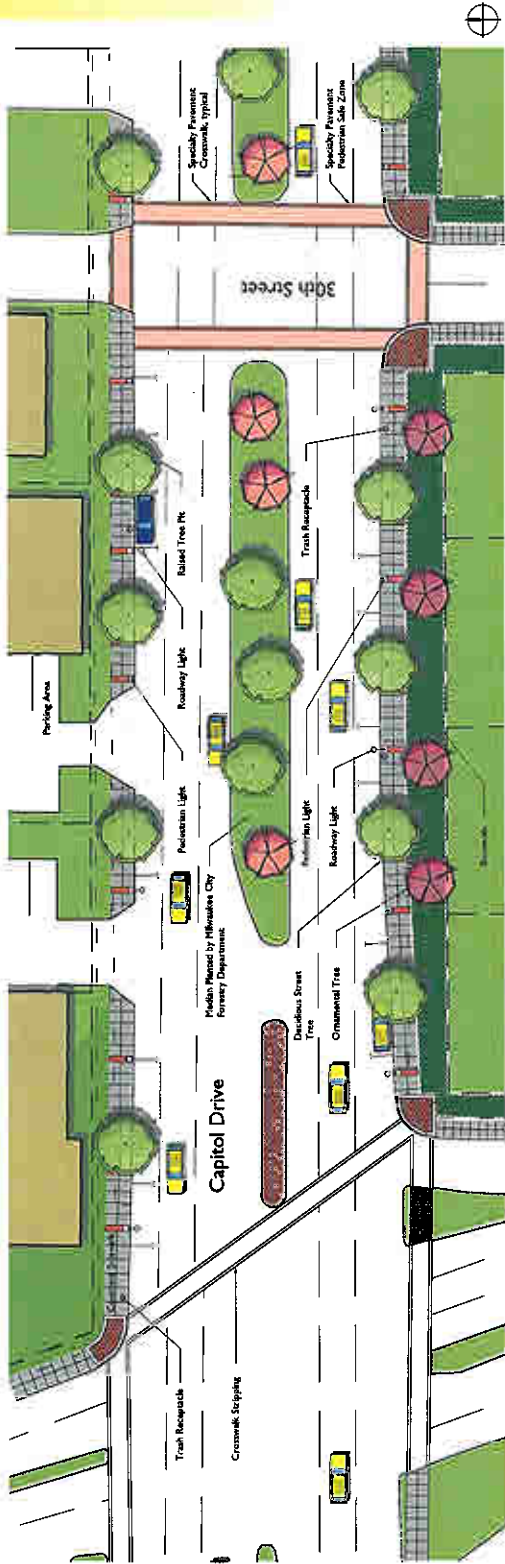 Specialty Pavement
Crosswalk, typical
Specialty Pavement
Pedestrian Safe Zone
30th Street
Raised Tree Pit
Trash Receptacle
Parking Area
Roadway Light
Pedestrian Light
Pedestrian Light
Roadway Light
Median Planted by Milwaukee City
Forestry Department
Deciduous Street
Tree
Ornamental Tree
Capitol Drive
Trash Receptacle
Crosswalk Stripping